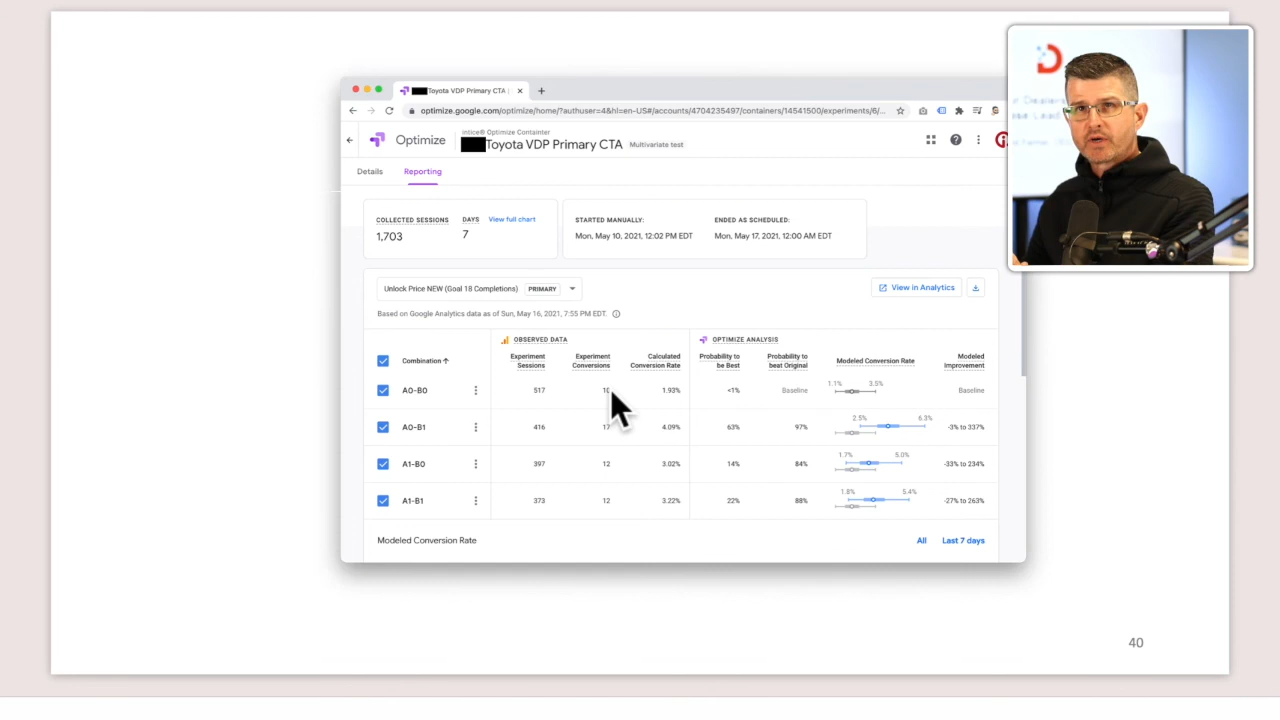 Toyota VDP Primary CTA |
optimize.google.com/optimize/home/?authuser=4&hl=en-US#/accounts/4704235497/containers/14541500/experiments/6/...
Optimize
intice® Optimize Containter
Toyota VDP Primary CTA Multivariate test
Details Reporting
COLLECTED SESSIONS DAYS View full chart
1,703 7
STARTED MANUALLY: ENDED AS SCHEDULED:
Mon, May 10, 2021, 12:02 PM EDT Mon, May 17, 2021, 12:00 AM EDT
Unlock Price NEW (Goal 18 Completions) PRIMARY
View in Analytics
Based on Google Analytics data as of Sun, May 16, 2021, 7:55 PM EDT.
OBSERVED DATA OPTIMIZE ANALYSIS
Combination Experiment Sessions Experiment Conversions Calculated Conversion Rate Probability to be Best Probability to beat Original Modeled Conversion Rate Modeled Improvement
A0-B0 517 10 1.93% <1% Baseline 1.1% 3.5% Baseline
A0-B1 416 17 4.09% 63% 97% 2.5% 6.3% -3% to 337%
A1-B0 397 12 3.02% 14% 84% 1.7% 5.0% -33% to 234%
A1-B1 373 12 3.22% 22% 88% 1.8% 5.4% -27% to 263%
Modeled Conversion Rate All Last 7 days
40